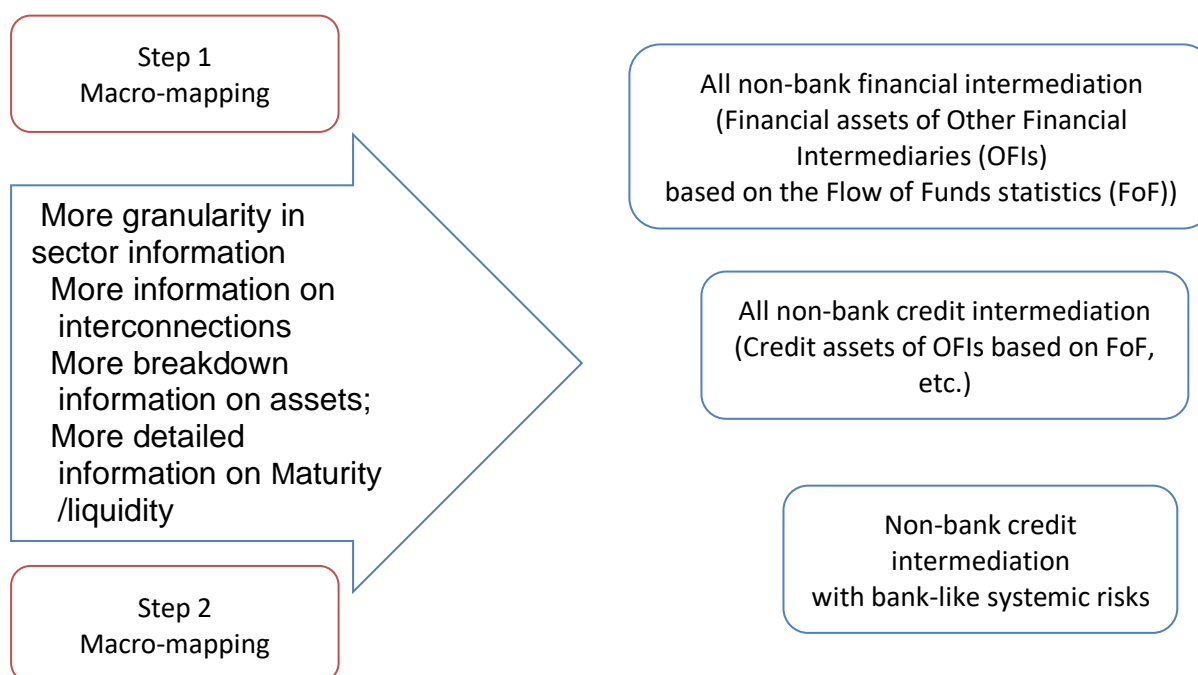 Step 1
Macro-mapping
More granularity in
sector information
More information on
interconnections
More breakdown
information on assets;
More detailed
information on Maturity
/liquidity
Step 2
Macro-mapping
All non-bank financial intermediation
(Financial assets of Other Financial
Intermediaries (OFIs)
based on the Flow of Funds statistics (FoF))
All non-bank credit intermediation
(Credit assets of OFIs based on FoF,
etc.)
Non-bank credit
intermediation
with bank-like systemic risks